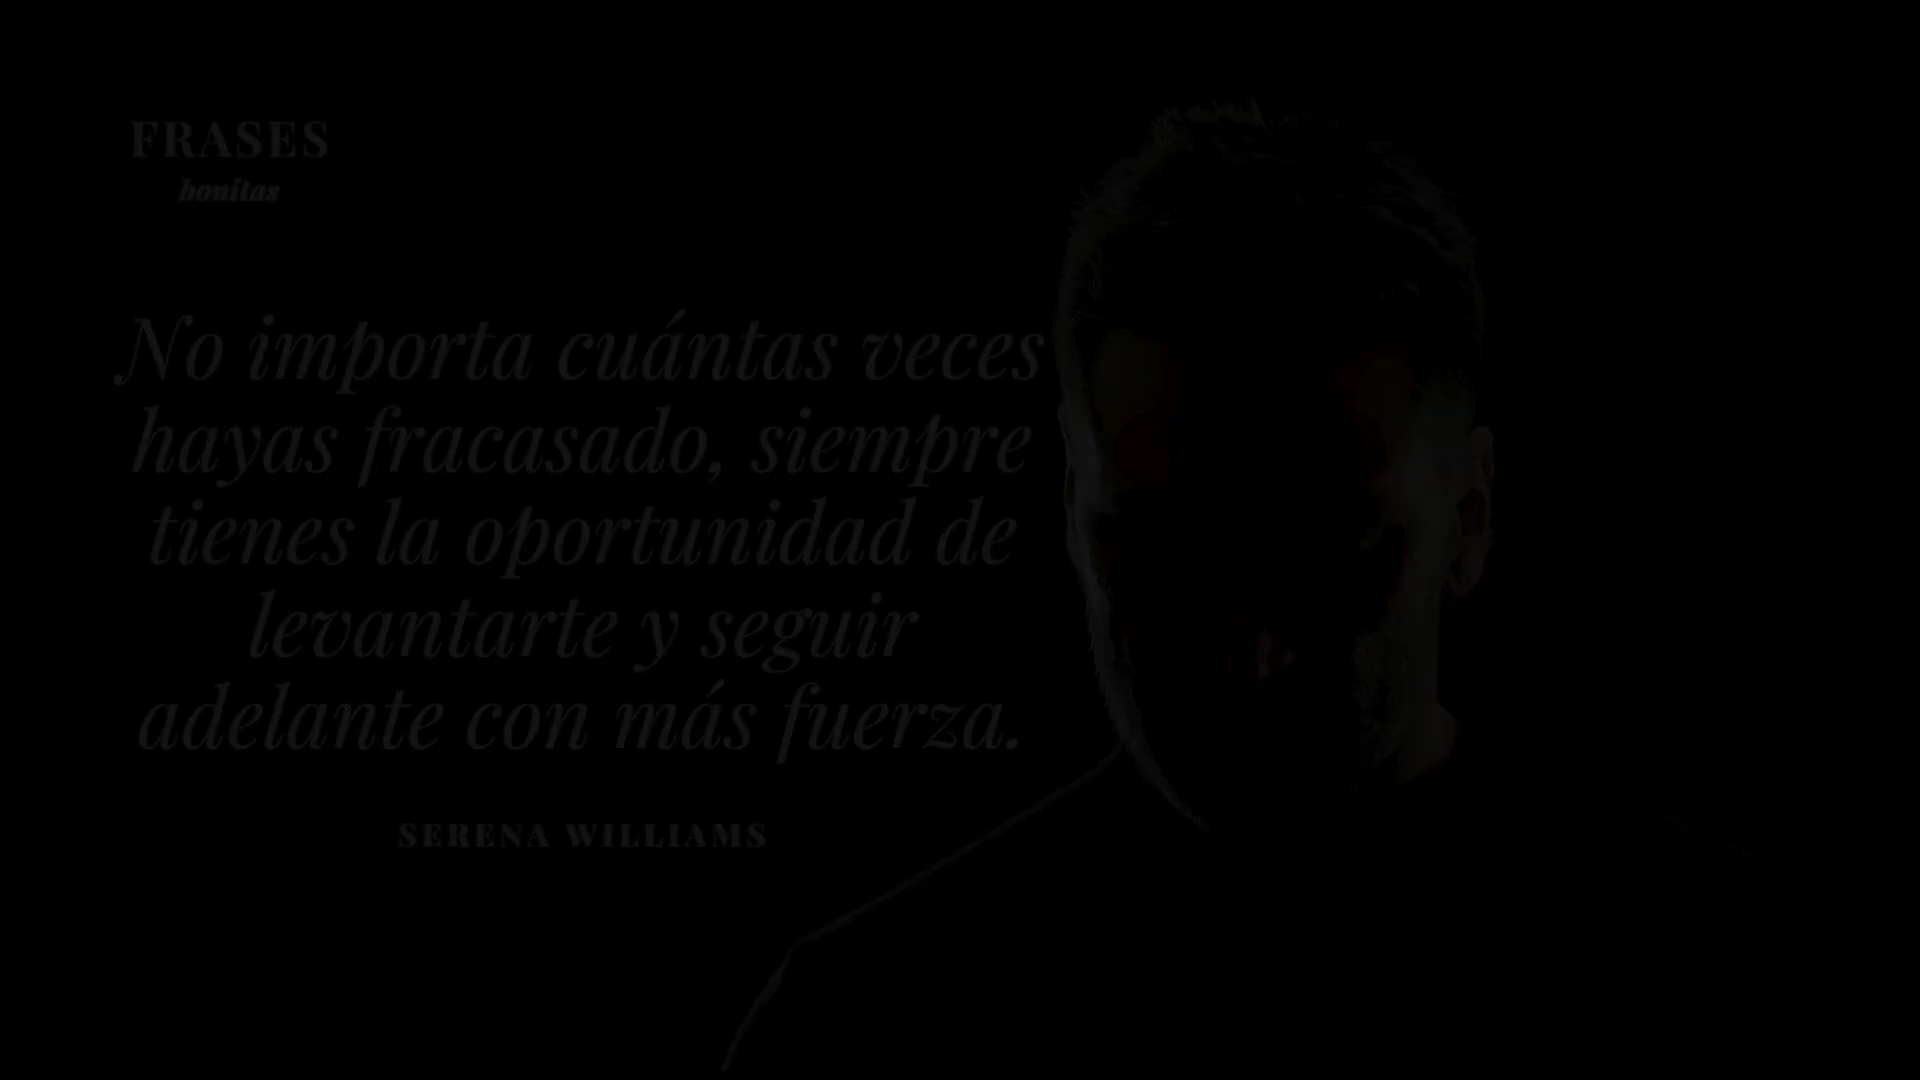 FRASES
bonitas
No importa cuántas veces
hayas fracasado, siempre
tienes la oportunidad de
levantarte y seguir
adelante con más fuerza.
SERENA WILLIAMS